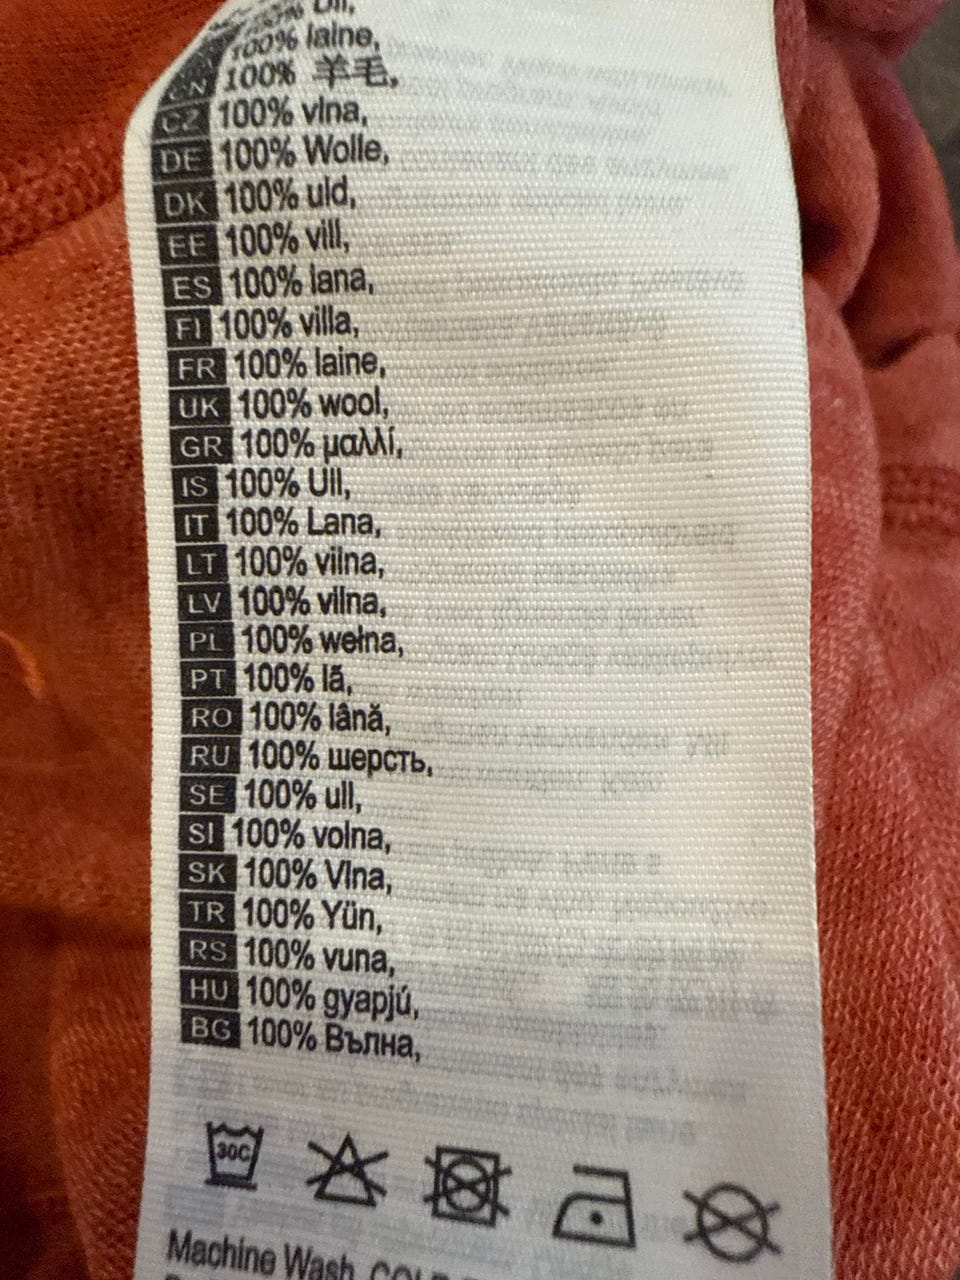 100%
100% laine,
CN 100% 羊毛,
CZ 100% vlna,
DE 100% Wolle,
DK 100% uld,
EE 100% vill,
ES 100% lana,
FI 100% villa,
FR 100% laine,
UK 100% wool,
GR 100% μαλλί,
IS 100% Ull,
IT 100% Lana,
LT 100% vilna,
LV 100% vilna,
PL 100% wełna,
PT 100% lã,
RO 100% lână,
RU 100% шерсть,
SE 100% ull,
SI 100% volna,
SK 100% Vlna,
TR 100% Yün,
RS 100% vuna,
HU 100% gyapjú,
BG 100% Вълна,
30C
Machine Wash